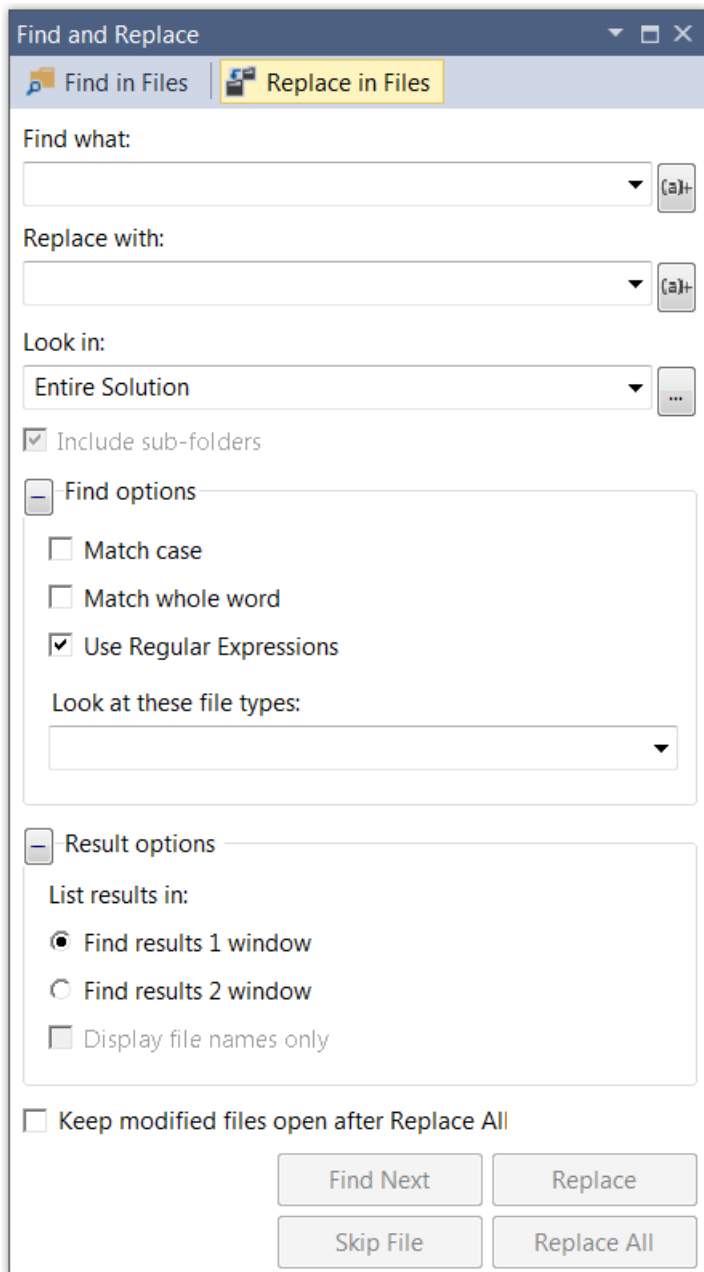 Find and Replace
Find in Files
Replace in Files
Find what:
(a)+
Replace with:
(a)+
Look in:
Entire Solution
...
Include sub-folders
Find options
Match case
Match whole word
Use Regular Expressions
Look at these file types:
Result options
List results in:
Find results 1 window
Find results 2 window
Display file names only
Keep modified files open after Replace All
Find Next
Replace
Skip File
Replace All